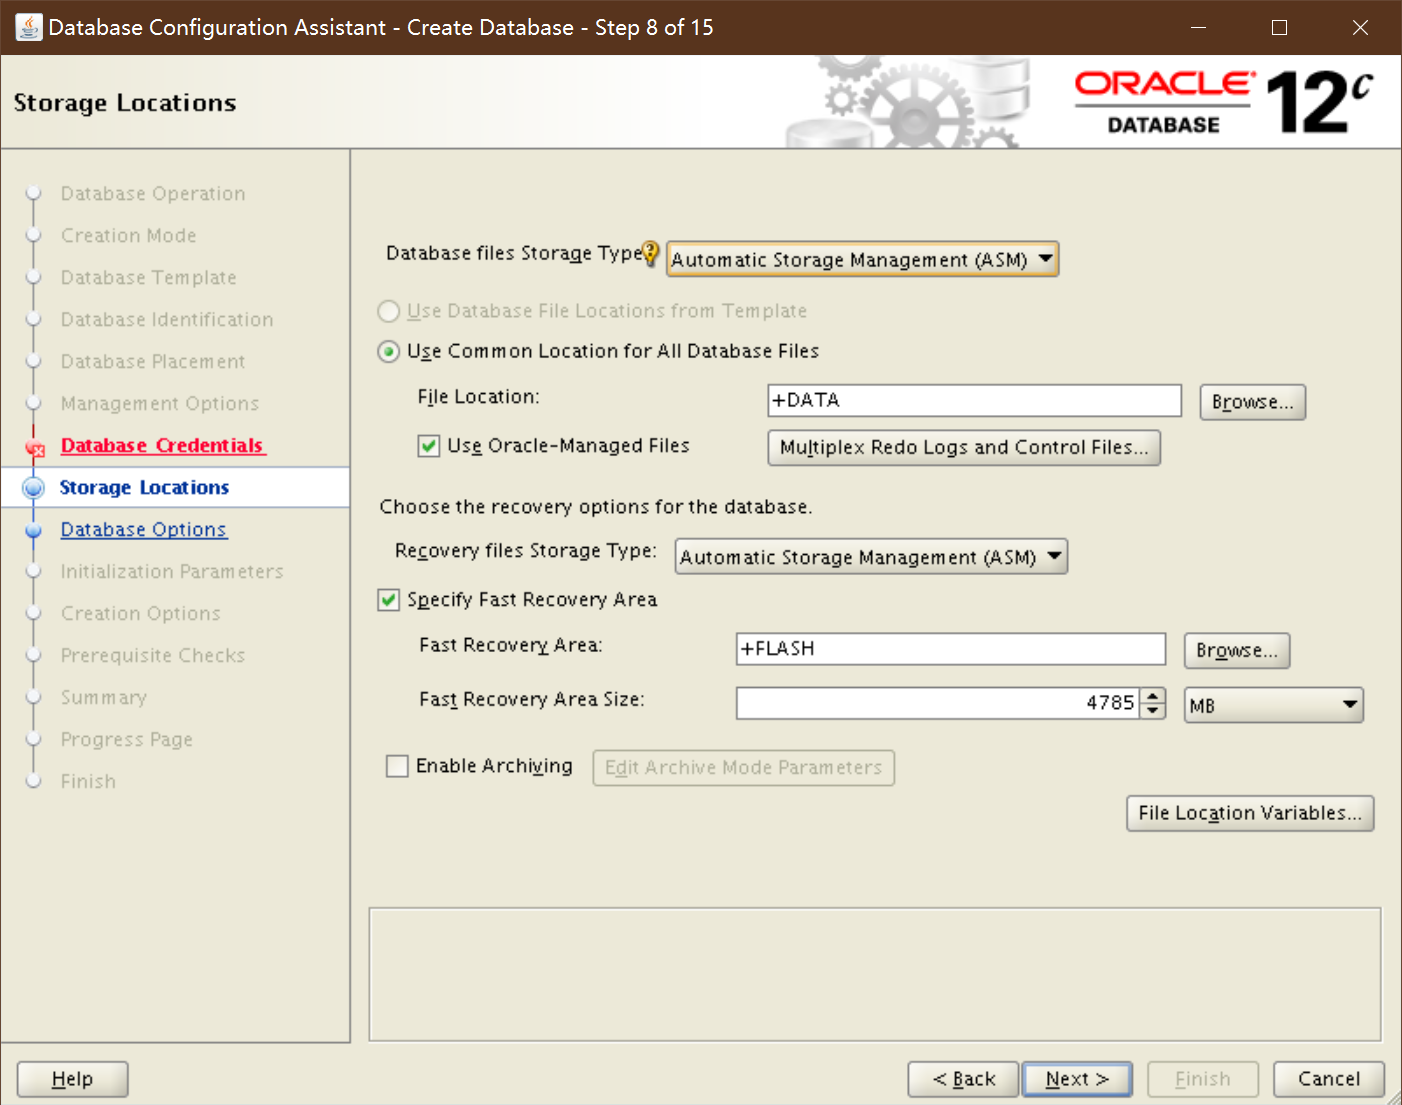 Database Configuration Assistant - Create Database - Step 8 of 15
Storage Locations
ORACLE
DATABASE
12c
Database Operation
Creation Mode
Database Template
Database Identification
Database Placement
Management Options
Database Credentials
Storage Locations
Database Options
Initialization Parameters
Creation Options
Prerequisite Checks
Summary
Progress Page
Finish
Database files Storage Type Automatic Storage Management (ASM)
Use Database File Locations from Template
Use Common Location for All Database Files
File Location: +DATA Browse...
Use Oracle-Managed Files Multiplex Redo Logs and Control Files...
Choose the recovery options for the database.
Recovery files Storage Type: Automatic Storage Management (ASM)
Specify Fast Recovery Area
Fast Recovery Area: +FLASH Browse...
Fast Recovery Area Size: 4785 MB
Enable Archiving Edit Archive Mode Parameters
File Location Variables...
Help < Back Next > Finish Cancel